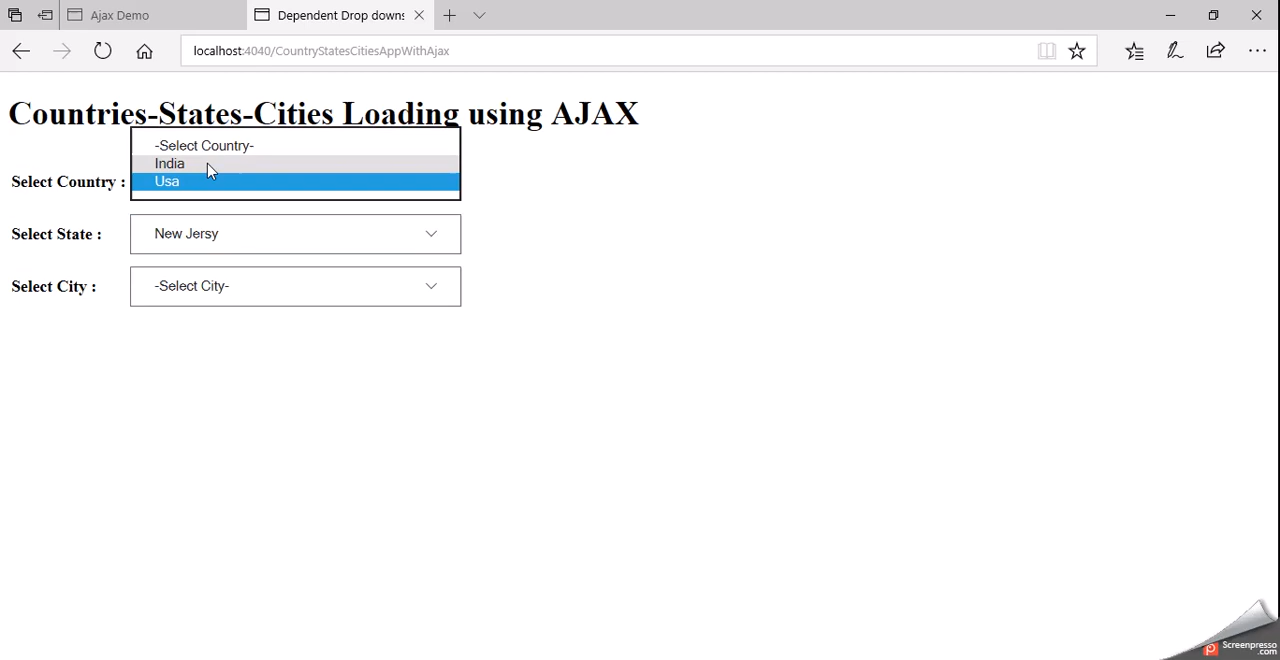 Ajax Demo
Dependent Drop downs
localhost:4040/CountryStatesCitiesAppWithAjax
Countries-States-Cities Loading using AJAX
-Select Country-
India
Select Country :
Usa
Select State :
New Jersy
Select City :
-Select City-
Screenpresso
.com